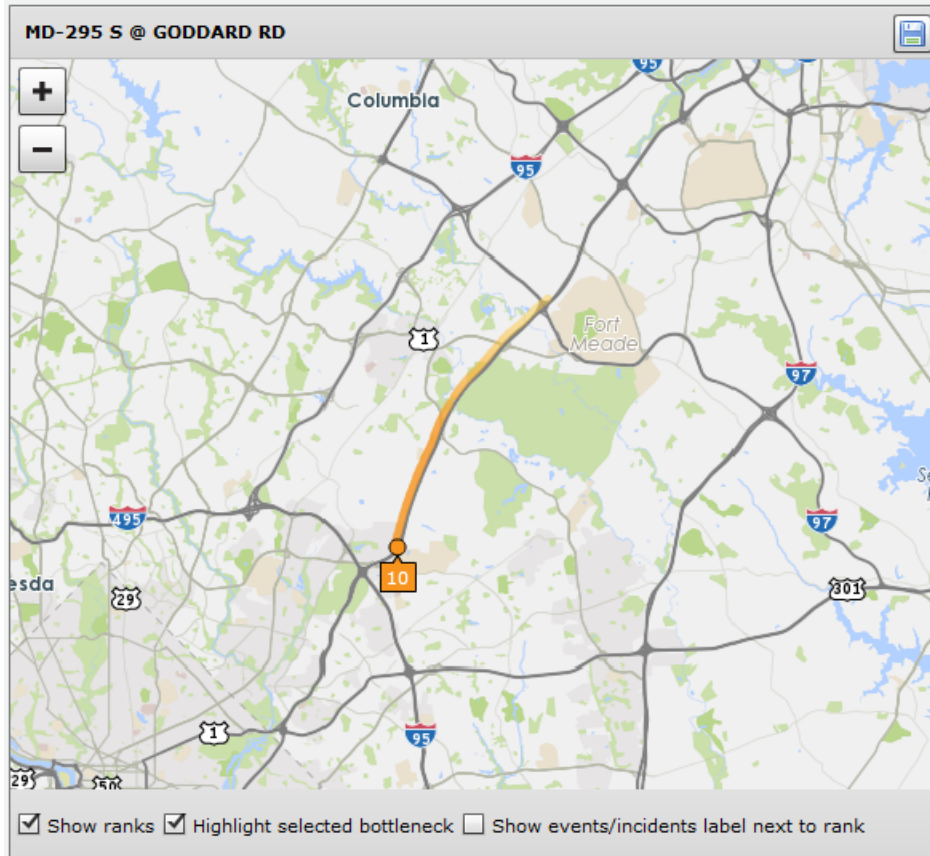 MD-295 S @ GODDARD RD
+
−
95
Columbia
95
1
Fort
Meade
97
495
97
10
esda
29
301
1
95
29
50
Show ranks Highlight selected bottleneck Show events/incidents label next to rank